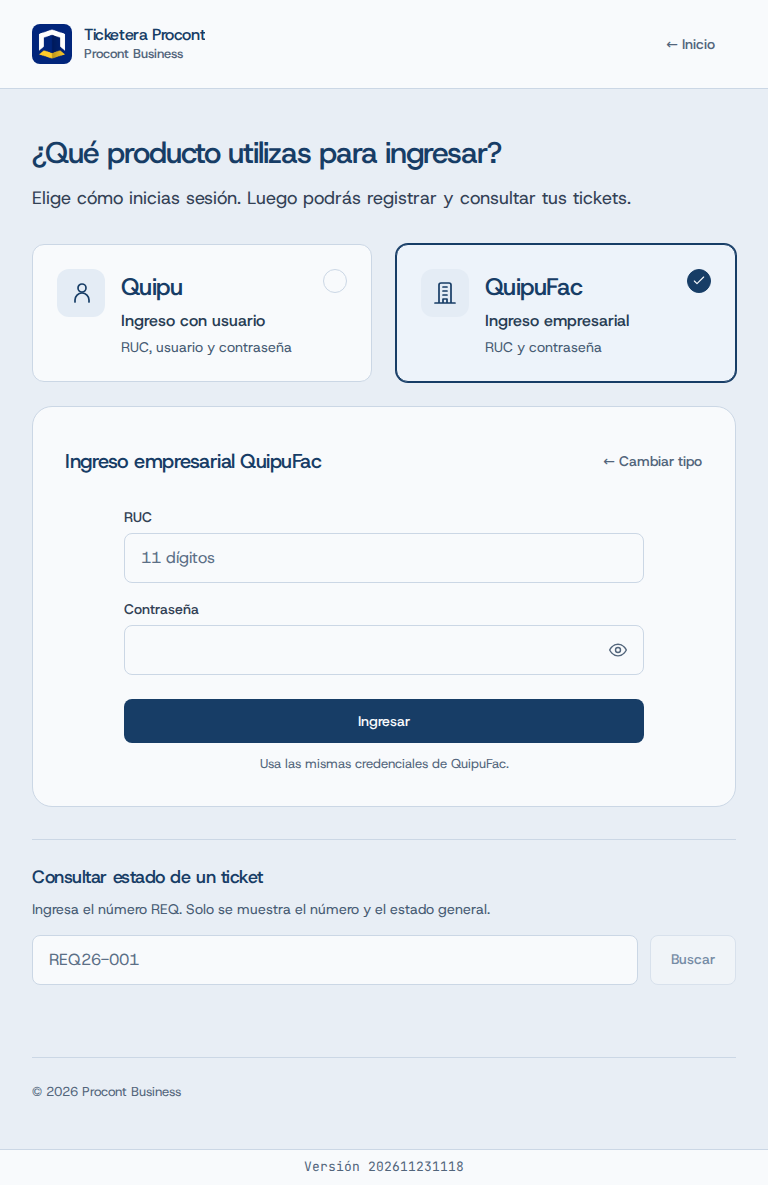 Ticketera Procont
Procont Business
← Inicio
¿Qué producto utilizas para ingresar?
Elige cómo inicias sesión. Luego podrás registrar y consultar tus tickets.
Quipu
Ingreso con usuario
RUC, usuario y contraseña
QuipuFac
Ingreso empresarial
RUC y contraseña
Ingreso empresarial QuipuFac
← Cambiar tipo
RUC
11 dígitos
Contraseña
Ingresar
Usa las mismas credenciales de QuipuFac.
Consultar estado de un ticket
Ingresa el número REQ. Solo se muestra el número y el estado general.
REQ26-001
Buscar
© 2026 Procont Business
Versión 202611231118